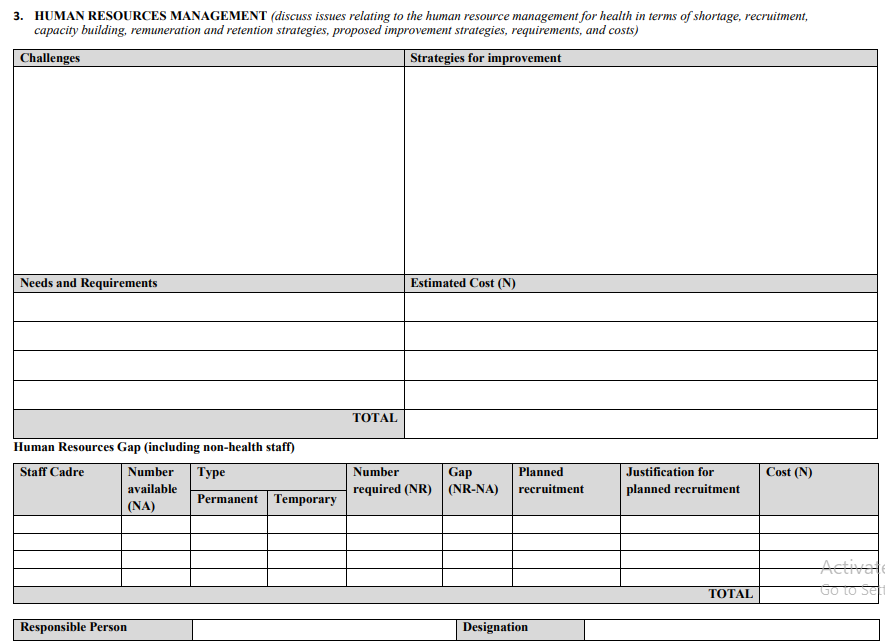 3. HUMAN RESOURCES MANAGEMENT (discuss issues relating to the human resource management for health in terms of shortage, recruitment,
capacity building, remuneration and retention strategies, proposed improvement strategies, requirements, and costs)
Challenges Strategies for improvement
Needs and Requirements Estimated Cost (N)
TOTAL
Human Resources Gap (including non-health staff)
Staff Cadre Number Type Number Gap Planned Justification for Cost (N)
available required (NR) (NR-NA) recruitment planned recruitment
Permanent Temporary
(NA)
Activate
TOTAL
Go to Sett
Responsible Person Designation